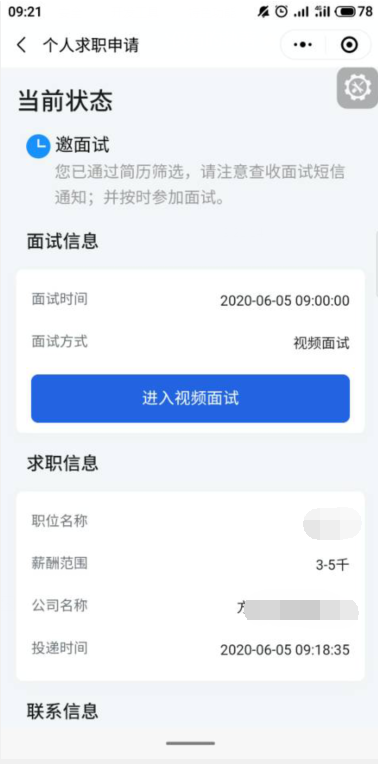 09:21
78
个人求职申请
当前状态
邀面试
您已通过简历筛选，请注意查收面试短信
通知；并按时参加面试。
面试信息
面试时间 2020-06-05 09:00:00
面试方式 视频面试
进入视频面试
求职信息
职位名称
薪酬范围 3-5千
公司名称
投递时间 2020-06-05 09:18:35
联系信息